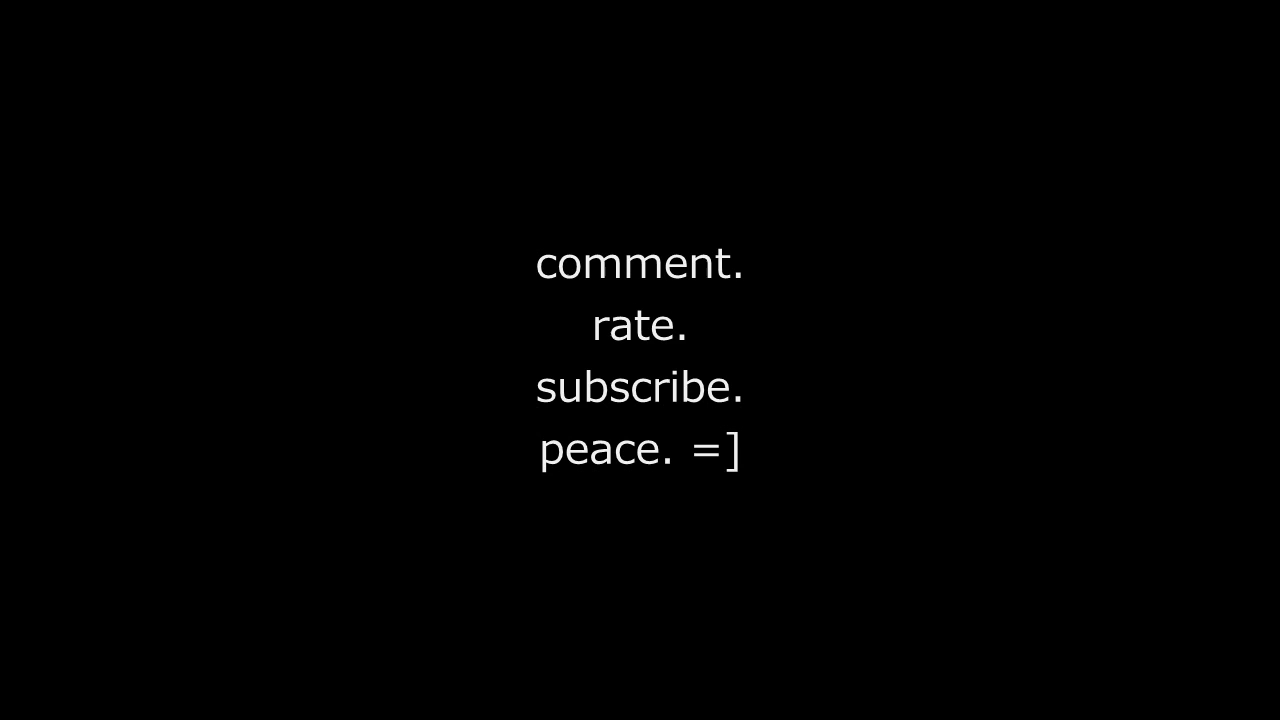 comment.
rate.
subscribe.
peace. =]